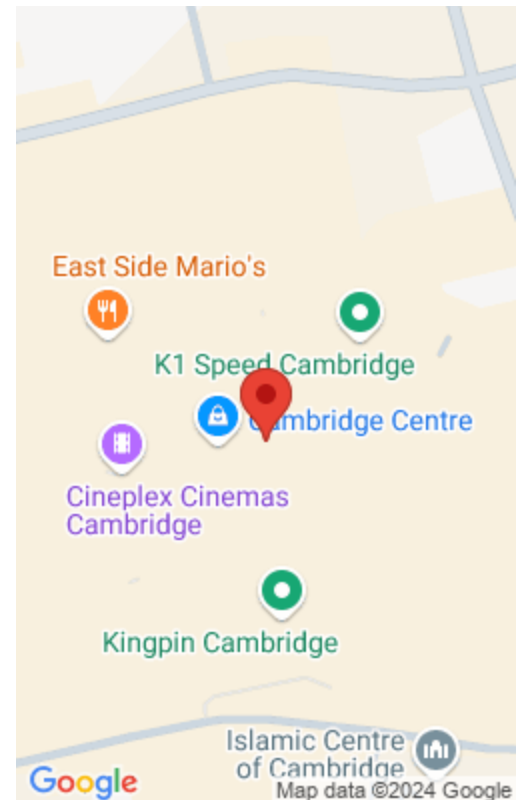 East Side Mario's
K1 Speed Cambridge
Cambridge Centre
Cineplex Cinemas
Cambridge
Kingpin Cambridge
Islamic Centre
of Cambridge
Google
Map data ©2024 Google